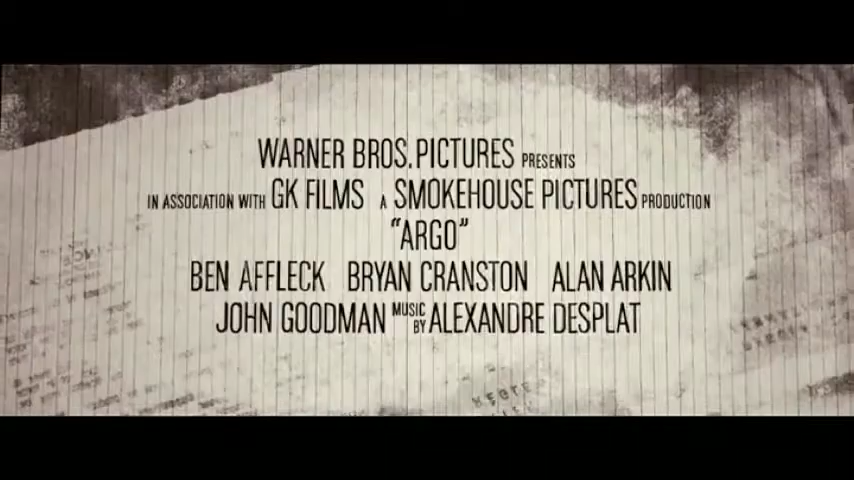 WARNER BROS. PICTURES PRESENTS
IN ASSOCIATION WITH GK FILMS A SMOKEHOUSE PICTURES PRODUCTION
"ARGO"
BEN AFFLECK BRYAN CRANSTON ALAN ARKIN
JOHN GOODMAN MUSIC BY ALEXANDRE DESPLAT